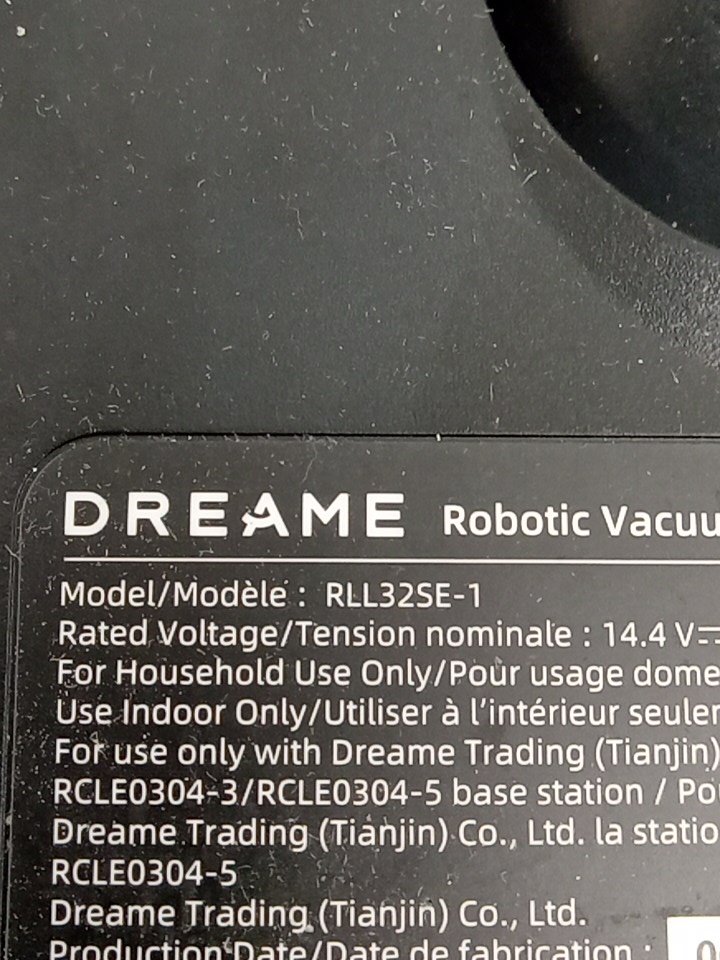 DREAME Robotic Vacuu
Model/Modèle : RLL32SE-1
Rated Voltage/Tension nominale : 14.4 V⎓
For Household Use Only/Pour usage dome
Use Indoor Only/Utiliser à l’intérieur seuler
For use only with Dreame Trading (Tianjin)
RCLE0304-3/RCLE0304-5 base station / Po
Dreame Trading (Tianjin) Co., Ltd. la statio
RCLE0304-5
Dreame Trading (Tianjin) Co., Ltd.
Production Date/Date de fabrication : 0